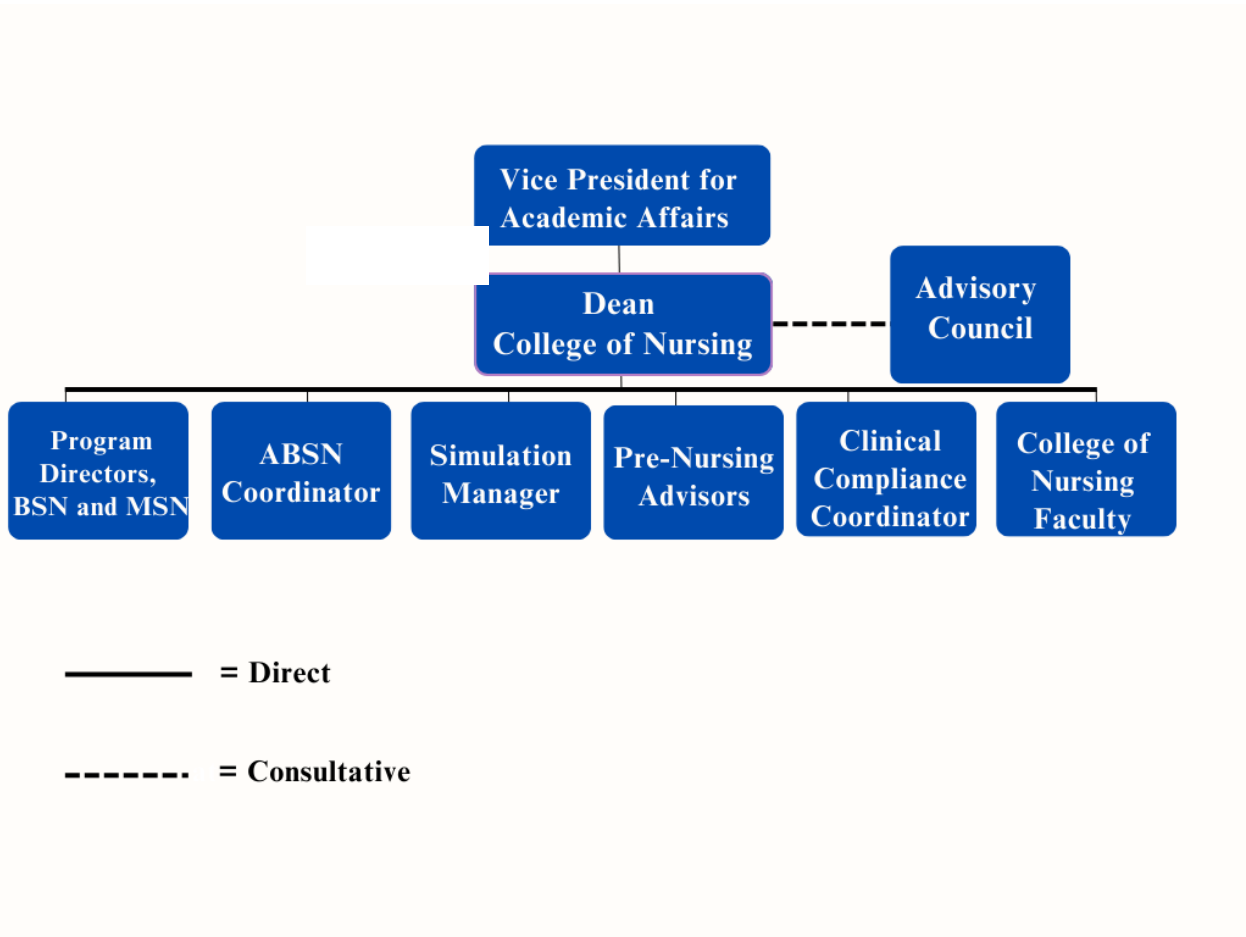 Vice President for
Academic Affairs
Dean
College of Nursing
Advisory
Council
Program
Directors,
BSN and MSN
ABSN
Coordinator
Simulation
Manager
Pre-Nursing
Advisors
Clinical
Compliance
Coordinator
College of
Nursing
Faculty
= Direct
= Consultative